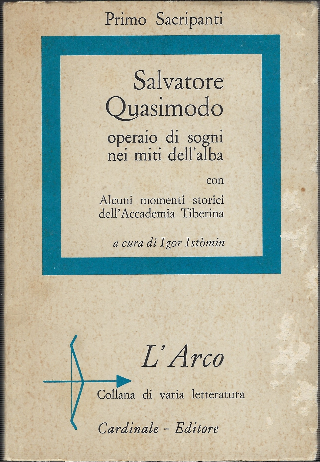 Primo Sacripanti
Salvatore
Quasimodo
operaio di sogni
nei miti dell'alba
con
Alcuni momenti storici
dell'Accademia Tiberina
a cura di Igor Istòmin
L'Arco
Collana di varia letteratura
Cardinale - Editore